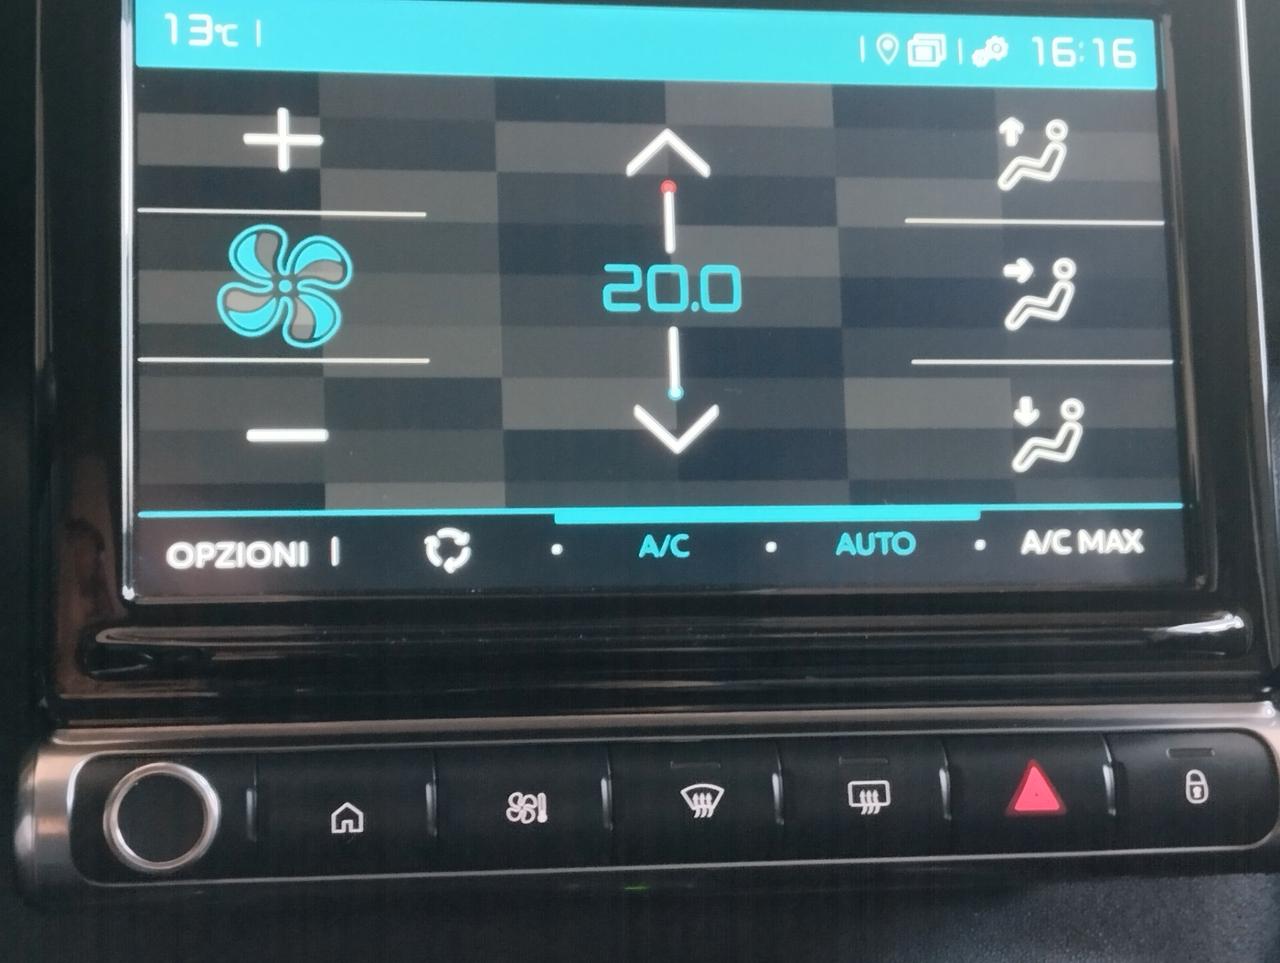 13°C
16:16
20.0
OPZIONI
A/C
AUTO
A/C MAX